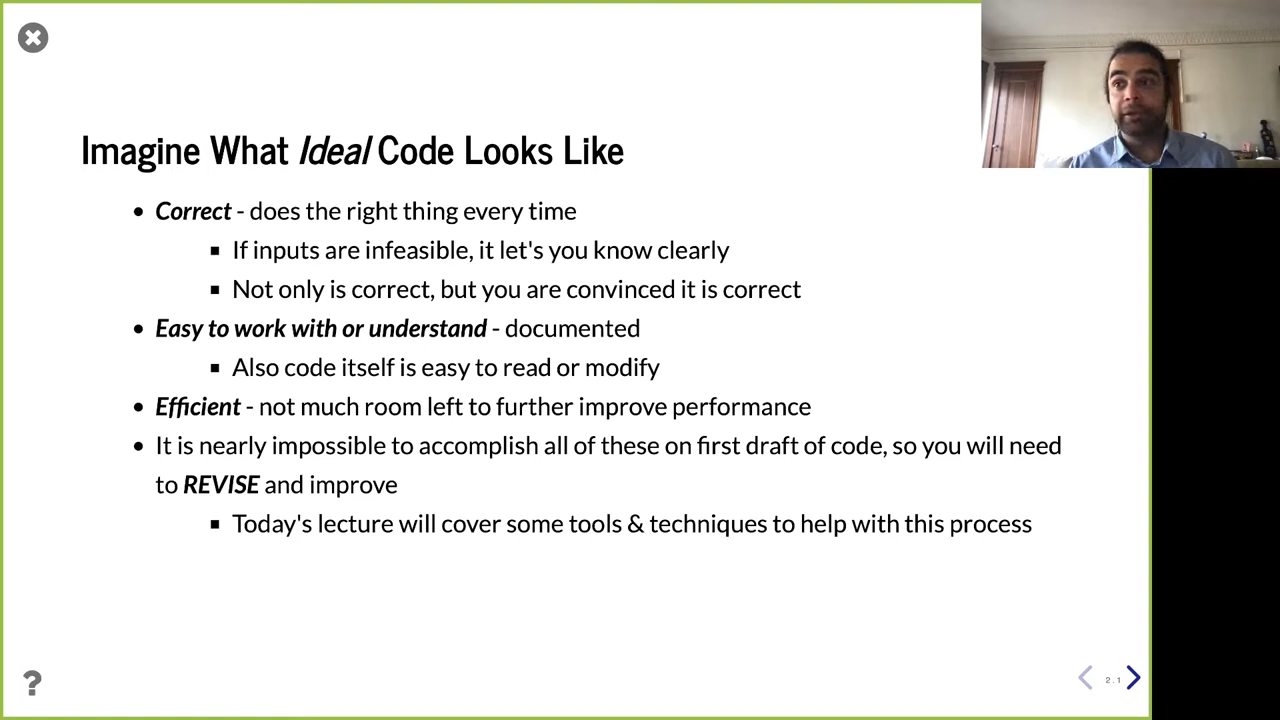 Imagine What Ideal Code Looks Like
• Correct - does the right thing every time
▪ If inputs are infeasible, it let's you know clearly
▪ Not only is correct, but you are convinced it is correct
• Easy to work with or understand - documented
▪ Also code itself is easy to read or modify
• Efficient - not much room left to further improve performance
• It is nearly impossible to accomplish all of these on first draft of code, so you will need
to REVISE and improve
▪ Today's lecture will cover some tools & techniques to help with this process
?
2.1